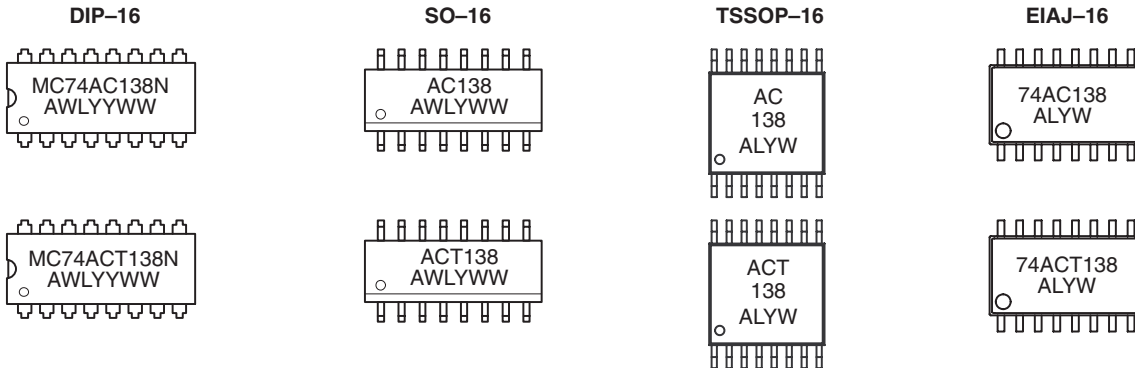 DIP–16
SO–16
TSSOP–16
EIAJ–16
MC74AC138N
AWLYYWW
AC138
AWLYWW
AC
138
ALYW
74AC138
ALYW
MC74ACT138N
AWLYYWW
ACT138
AWLYWW
ACT
138
ALYW
74ACT138
ALYW